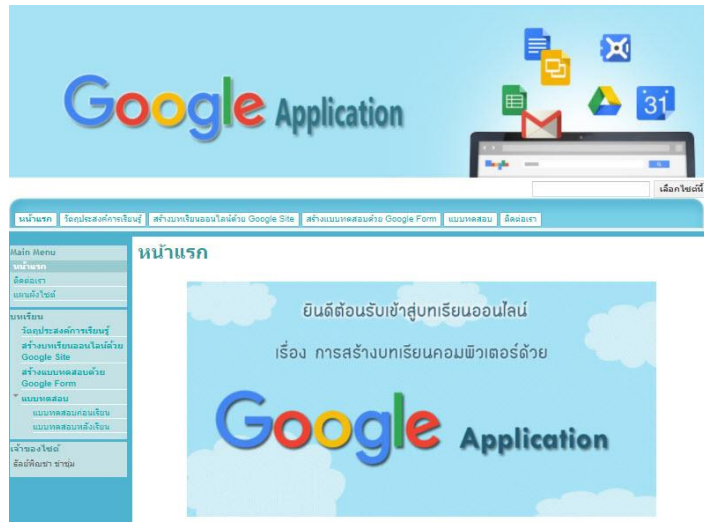 Google Application
31
Google
เลือกไซต์นี้
หน้าแรก วัตถุประสงค์การเรียนรู้ สร้างบทเรียนออนไลน์ด้วย Google Site สร้างแบบทดสอบด้วย Google Form แบบทดสอบ ติดต่อเรา
Main Menu
หน้าแรก
ติดต่อเรา
แผนผังไซต์
บทเรียน
วัตถุประสงค์การเรียนรู้
สร้างบทเรียนออนไลน์ด้วย
Google Site
สร้างแบบทดสอบด้วย
Google Form
แบบทดสอบ
แบบทดสอบก่อนเรียน
แบบทดสอบหลังเรียน
เจ้าของไซต์
หน้าแรก
ยินดีต้อนรับเข้าสู่บทเรียนออนไลน์
เรื่อง การสร้างบทเรียนคอมพิวเตอร์ด้วย
Google Application